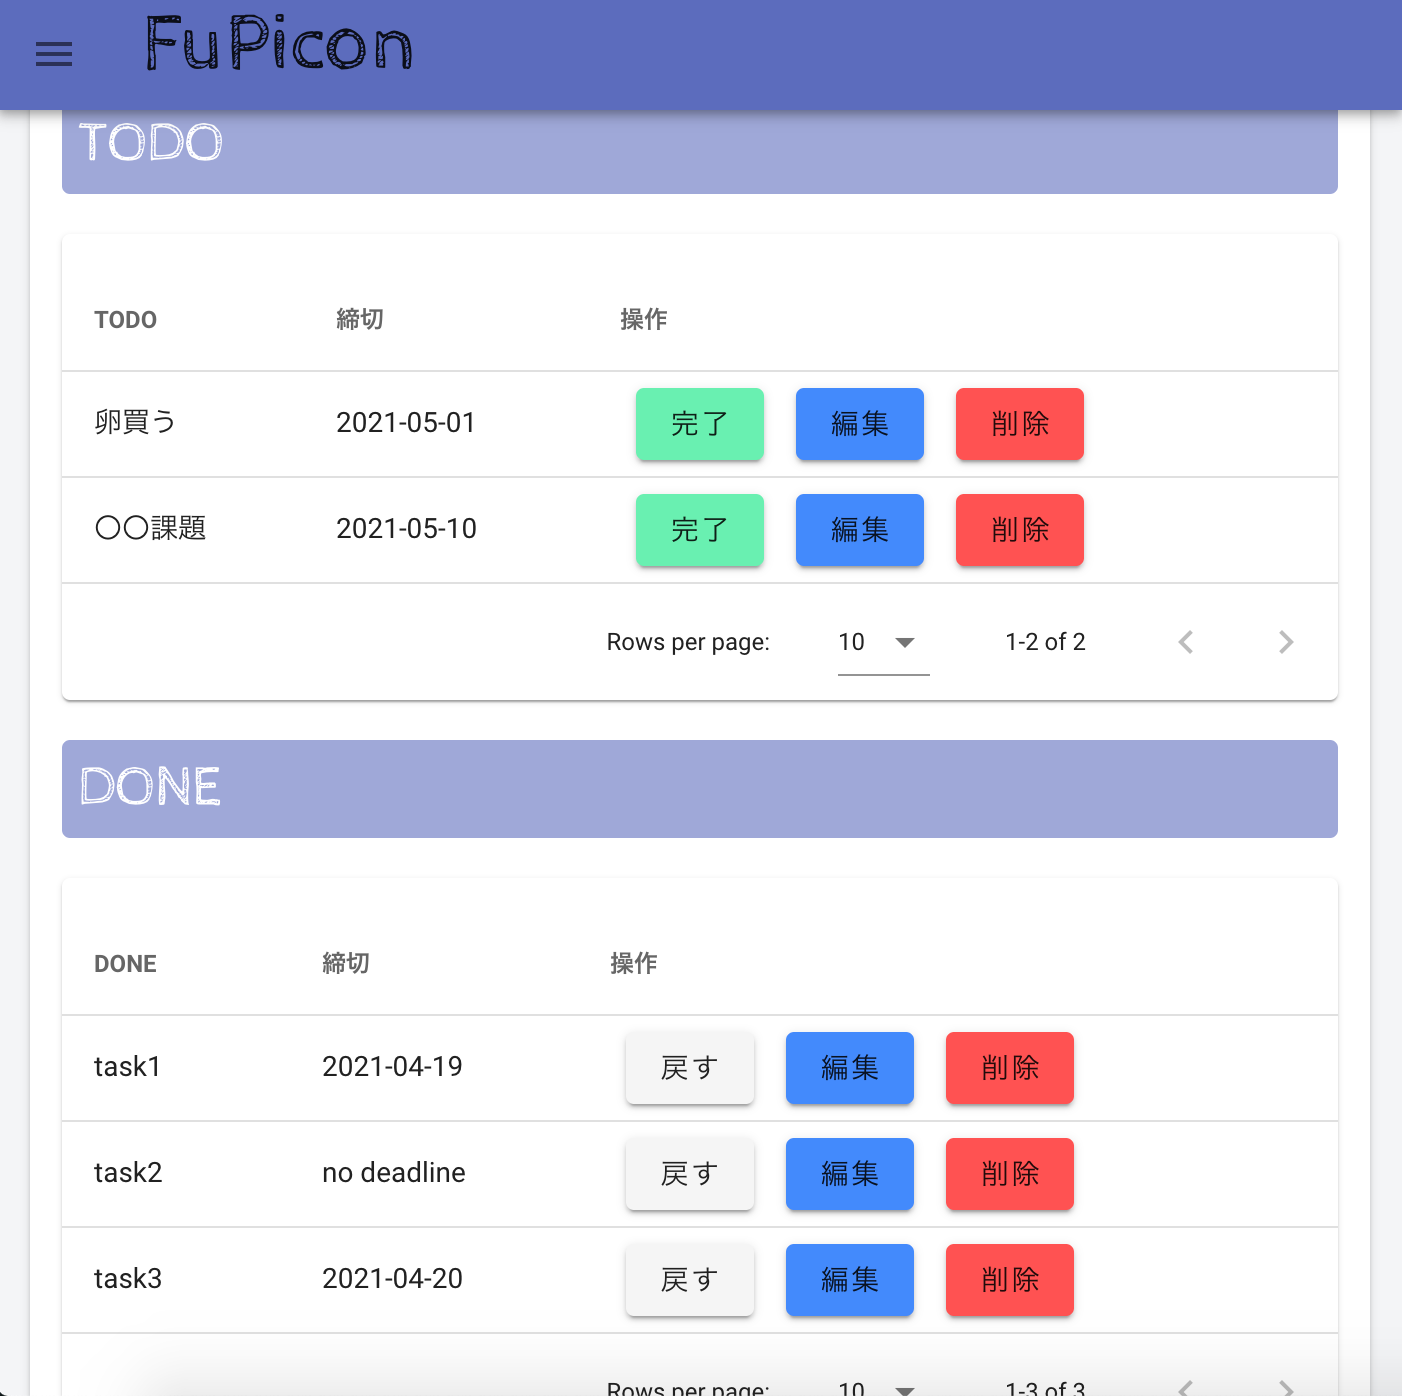 FuPicon
TODO
TODO 締切 操作
卵買う 2021-05-01 完了 編集 削除
〇〇課題 2021-05-10 完了 編集 削除
Rows per page: 10 1-2 of 2
DONE
DONE 締切 操作
task1 2021-04-19 戻す 編集 削除
task2 no deadline 戻す 編集 削除
task3 2021-04-20 戻す 編集 削除
Rows per page: 10 1-3 of 3